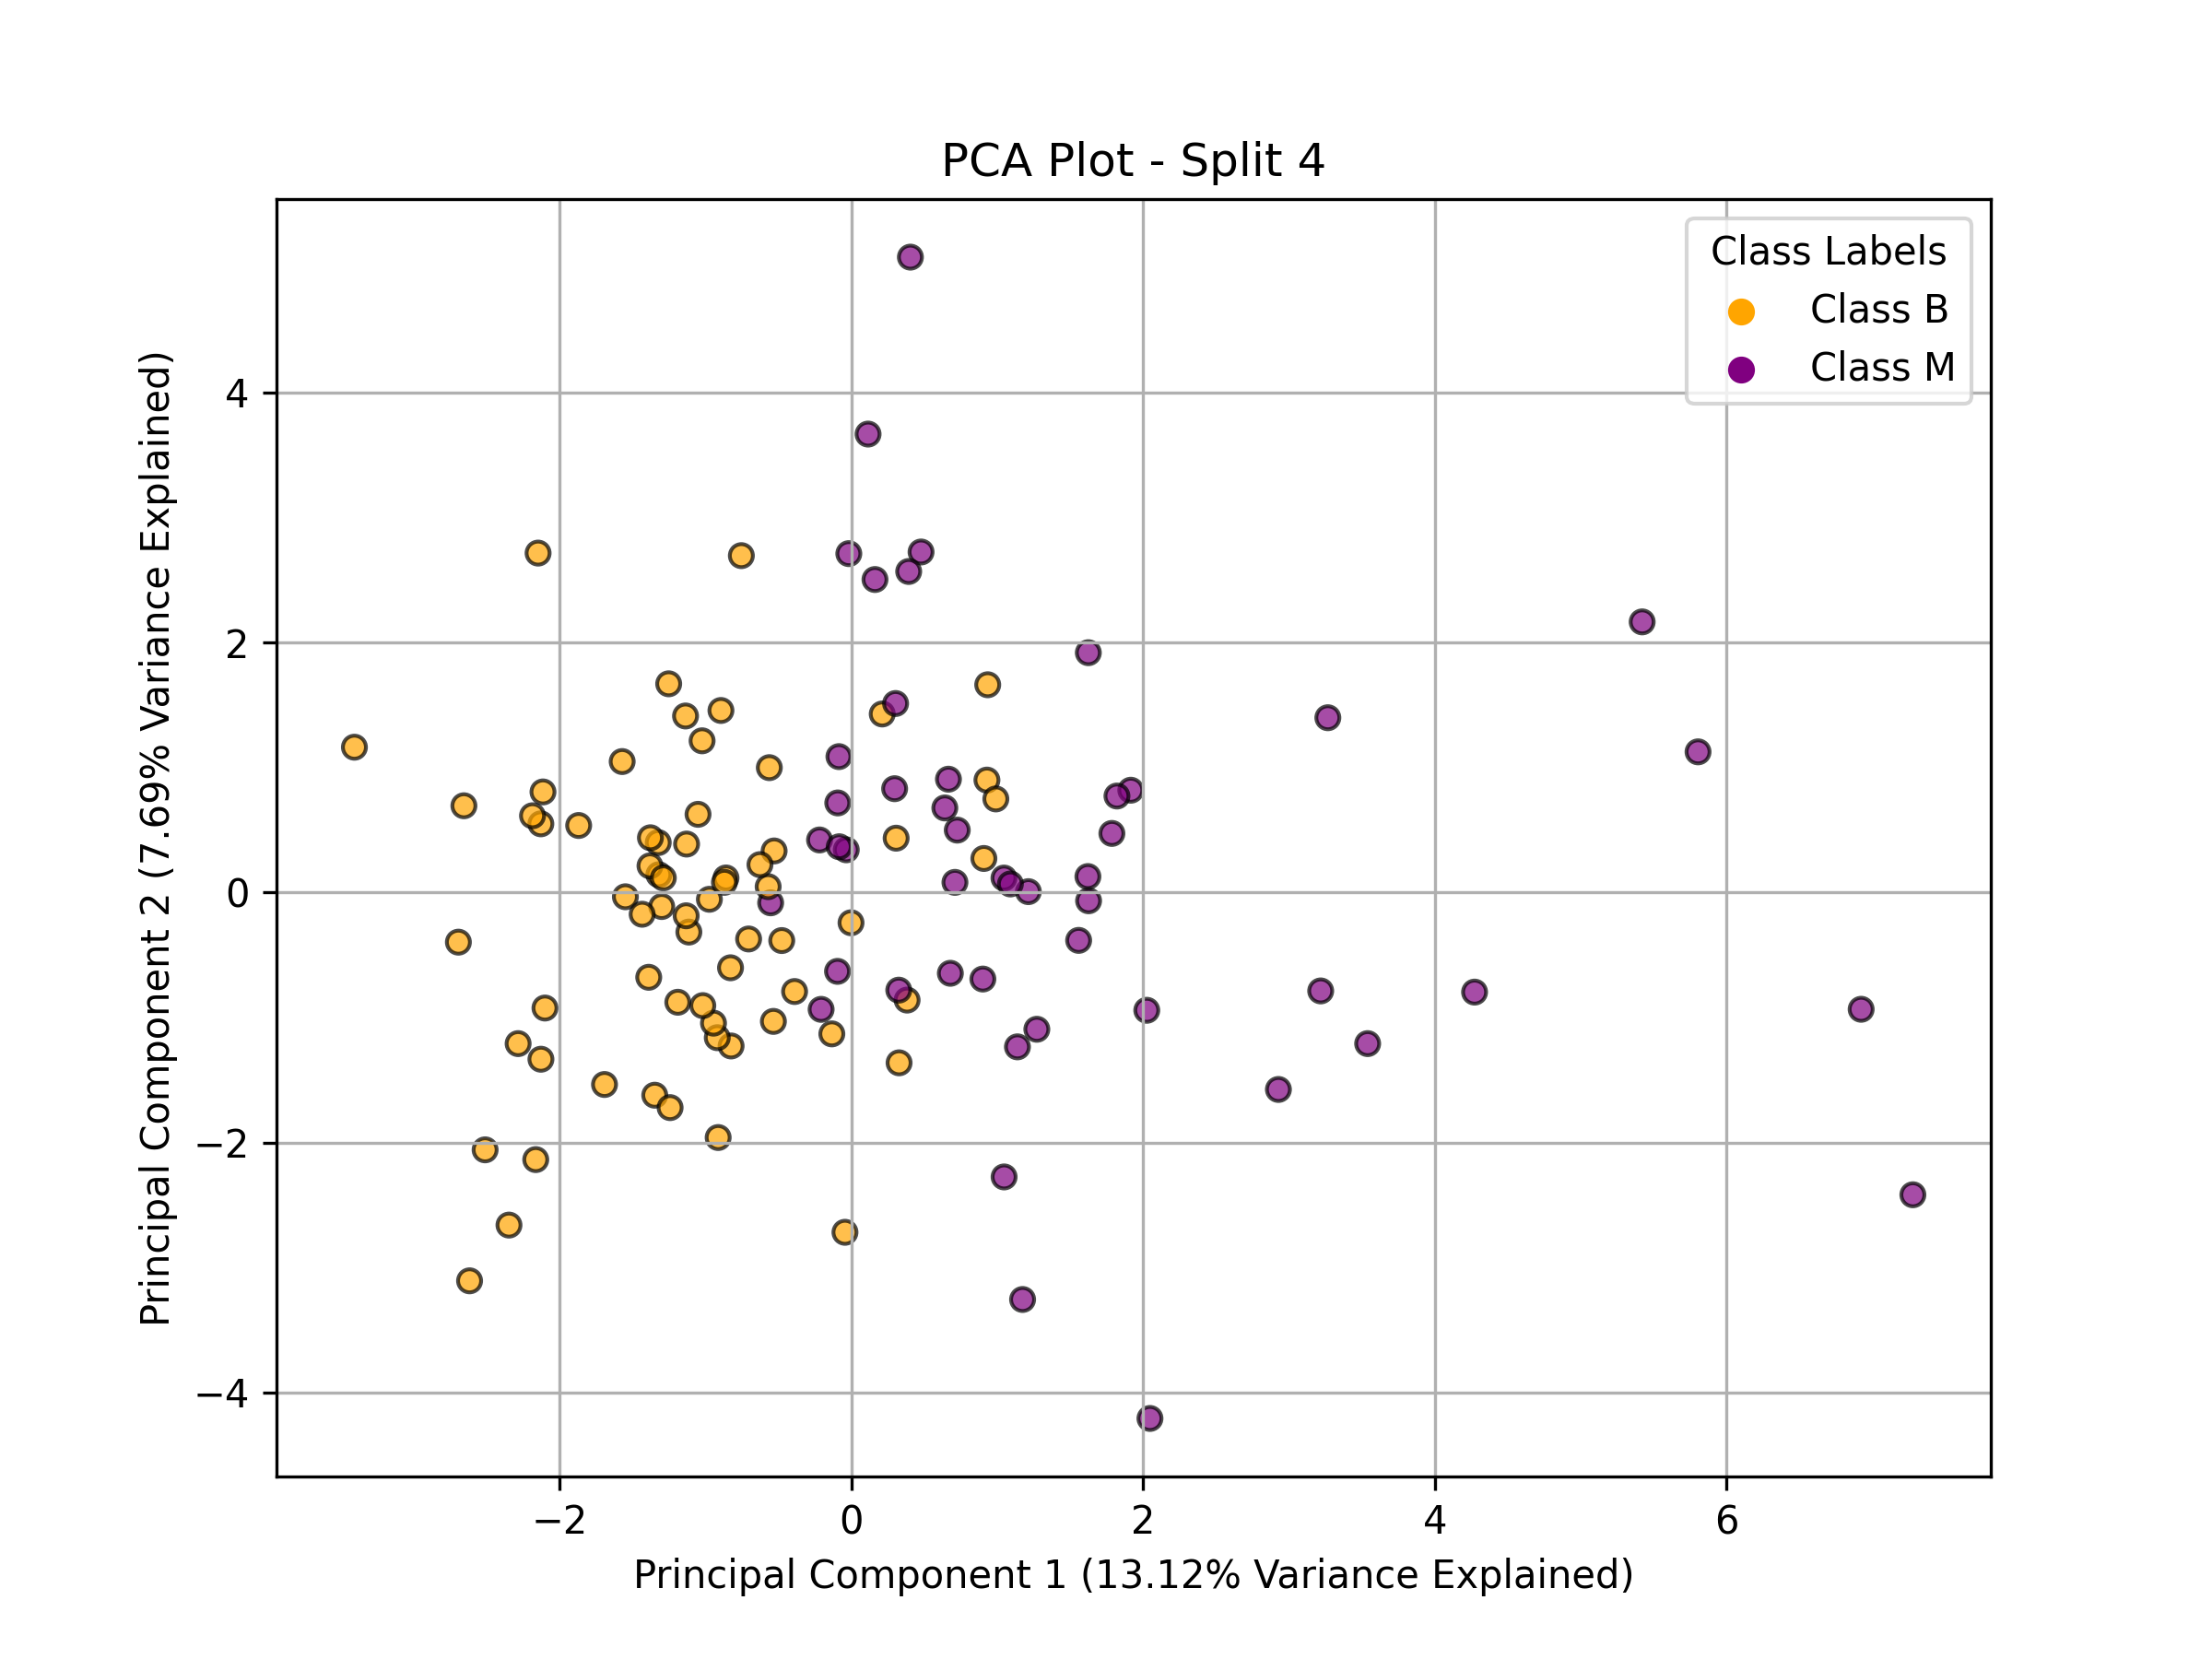 PCA Plot - Split 4
Class Labels
Class B
Class M
Principal Component 2 (7.69% Variance Explained)
4
2
0
−2
−4
−2
0
2
4
6
Principal Component 1 (13.12% Variance Explained)